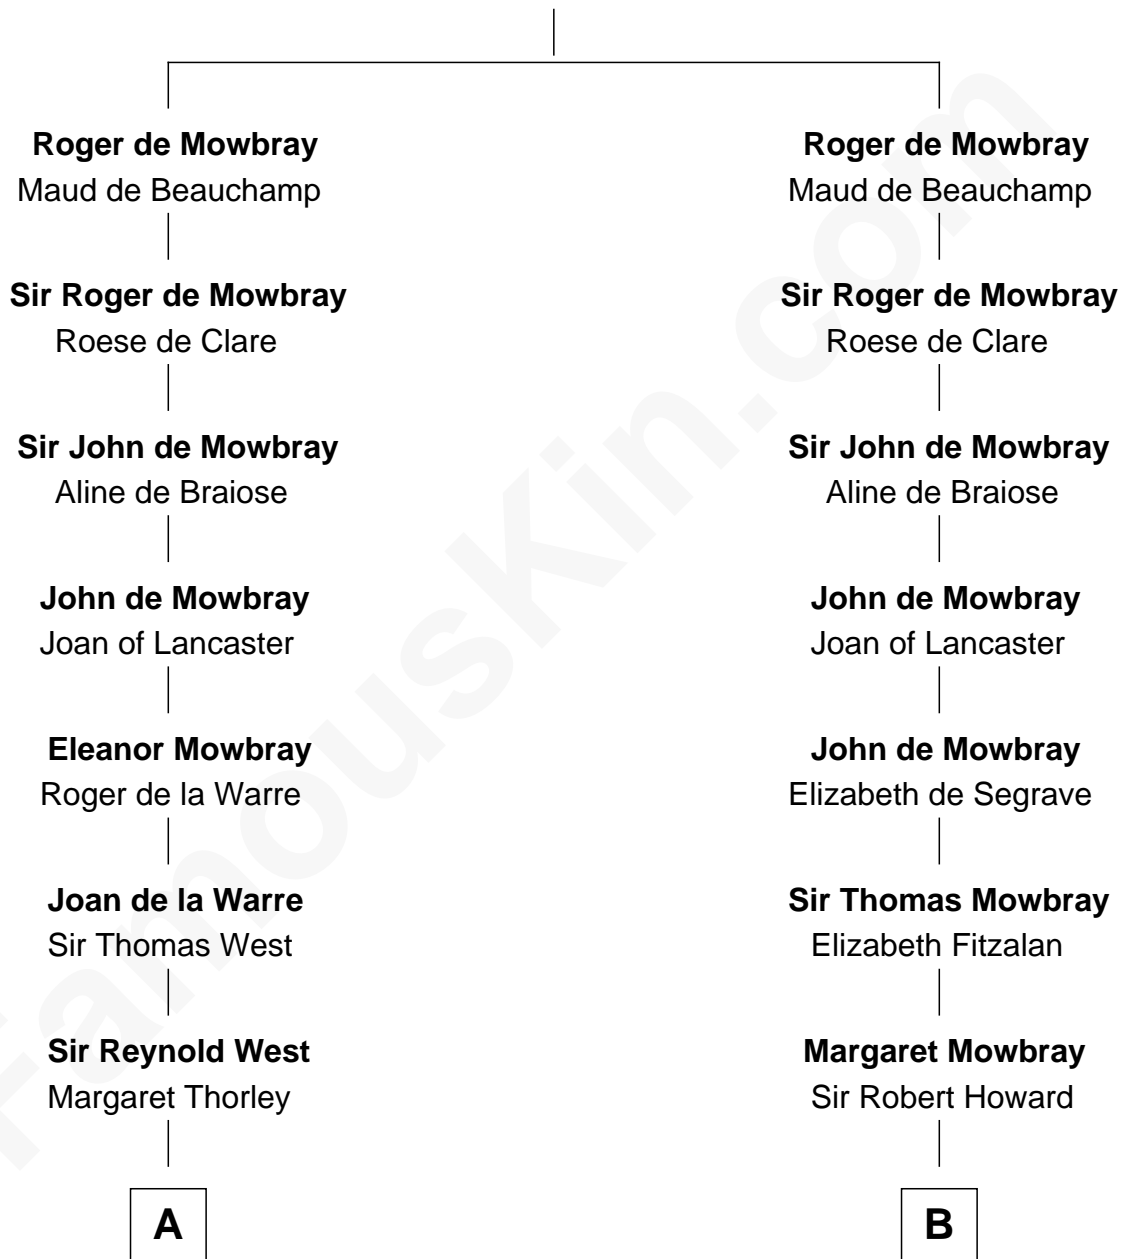 Roger de Mowbray
Maud de Beauchamp
Sir Roger de Mowbray
Roese de Clare
Sir John de Mowbray
Aline de Braiose
John de Mowbray
Joan of Lancaster
Eleanor Mowbray
Roger de la Warre
Joan de la Warre
Sir Thomas West
Sir Reynold West
Margaret Thorley
A
Roger de Mowbray
Maud de Beauchamp
Sir Roger de Mowbray
Roese de Clare
Sir John de Mowbray
Aline de Braiose
John de Mowbray
Joan of Lancaster
John de Mowbray
Elizabeth de Segrave
Sir Thomas Mowbray
Elizabeth Fitzalan
Margaret Mowbray
Sir Robert Howard
B
FamousKin.com